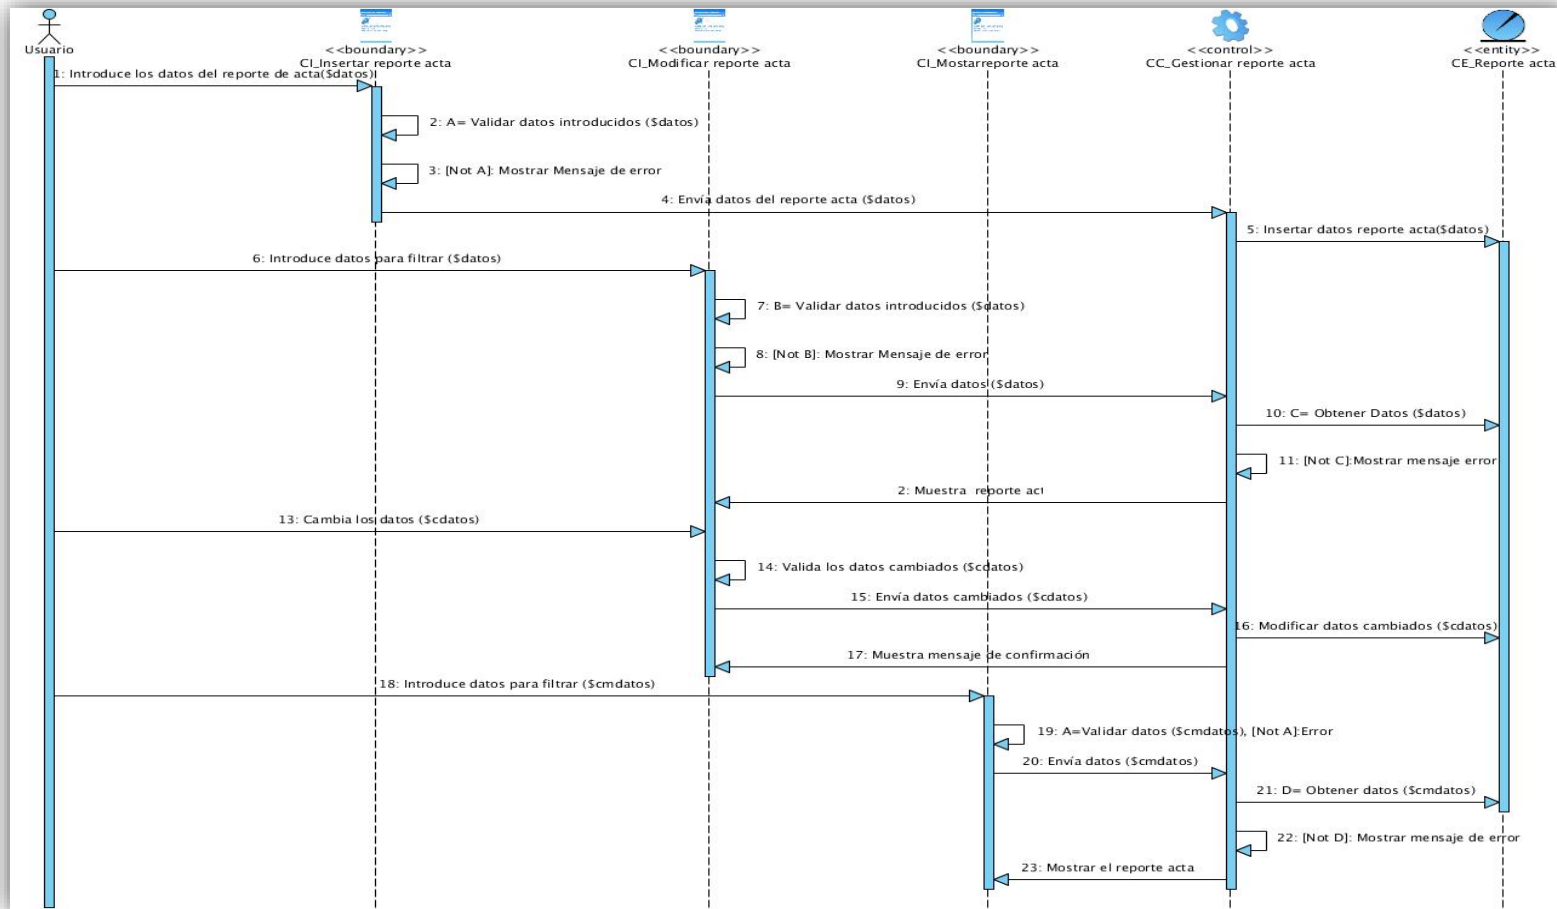 Usuario
<<boundary>>
CI_Insertar reporte acta
<<boundary>>
CI_Modificar reporte acta
<<boundary>>
CI_Mostarreporte acta
<<control>>
CC_Gestionar reporte acta
<<entity>>
CE_Reporte acta
1: Introduce los datos del reporte de acta($datos)
2: A= Validar datos introducidos ($datos)
3: [Not A]: Mostrar Mensaje de error
4: Envía datos del reporte acta ($datos)
5: Insertar datos reporte acta($datos)
6: Introduce datos para filtrar ($datos)
7: B= Validar datos introducidos ($datos)
8: [Not B]: Mostrar Mensaje de error
9: Envía datos ($datos)
10: C= Obtener Datos ($datos)
11: [Not C]:Mostrar mensaje error
2: Muestra reporte act
13: Cambia los datos ($cdatos)
14: Valida los datos cambiados ($cdatos)
15: Envía datos cambiados ($cdatos)
16: Modificar datos cambiados ($cdatos)
17: Muestra mensaje de confirmación
18: Introduce datos para filtrar ($cmdatos)
19: A=Validar datos ($cmdatos), [Not A]:Error
20: Envía datos ($cmdatos)
21: D= Obtener datos ($cmdatos)
22: [Not D]: Mostrar mensaje de error
23: Mostrar el reporte acta